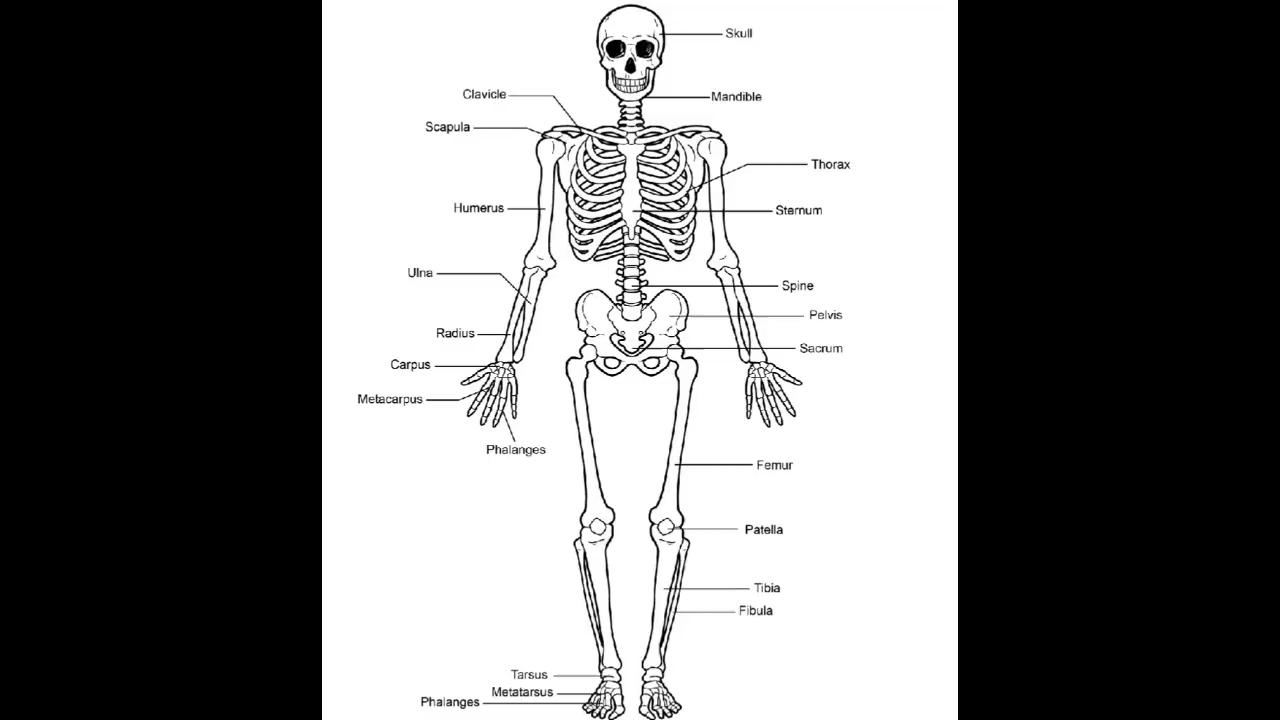 Skull
Clavicle
Mandible
Scapula
Thorax
Humerus
Sternum
Ulna
Spine
Pelvis
Radius
Sacrum
Carpus
Metacarpus
Phalanges
Femur
Patella
Tibia
Fibula
Tarsus
Metatarsus
Phalanges